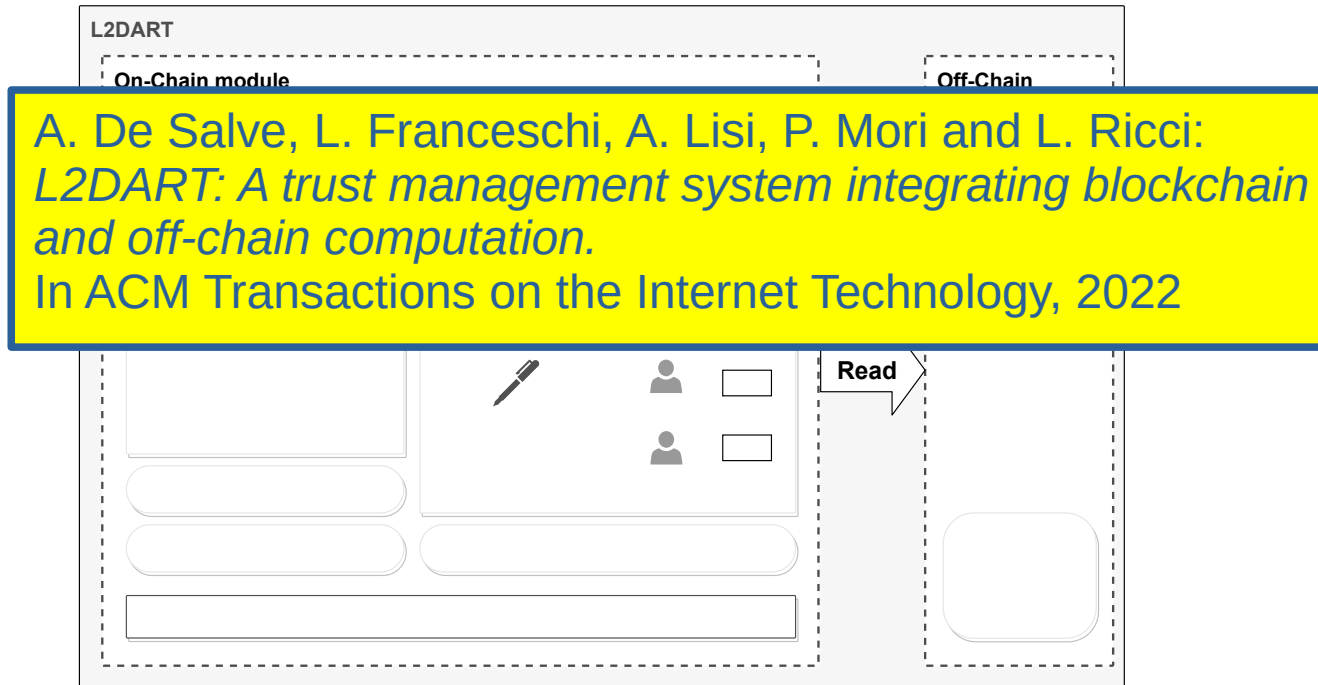 L2DART
On-Chain module
Off-Chain
A. De Salve, L. Franceschi, A. Lisi, P. Mori and L. Ricci:
L2DART: A trust management system integrating blockchain
and off-chain computation.
In ACM Transactions on the Internet Technology, 2022
Read